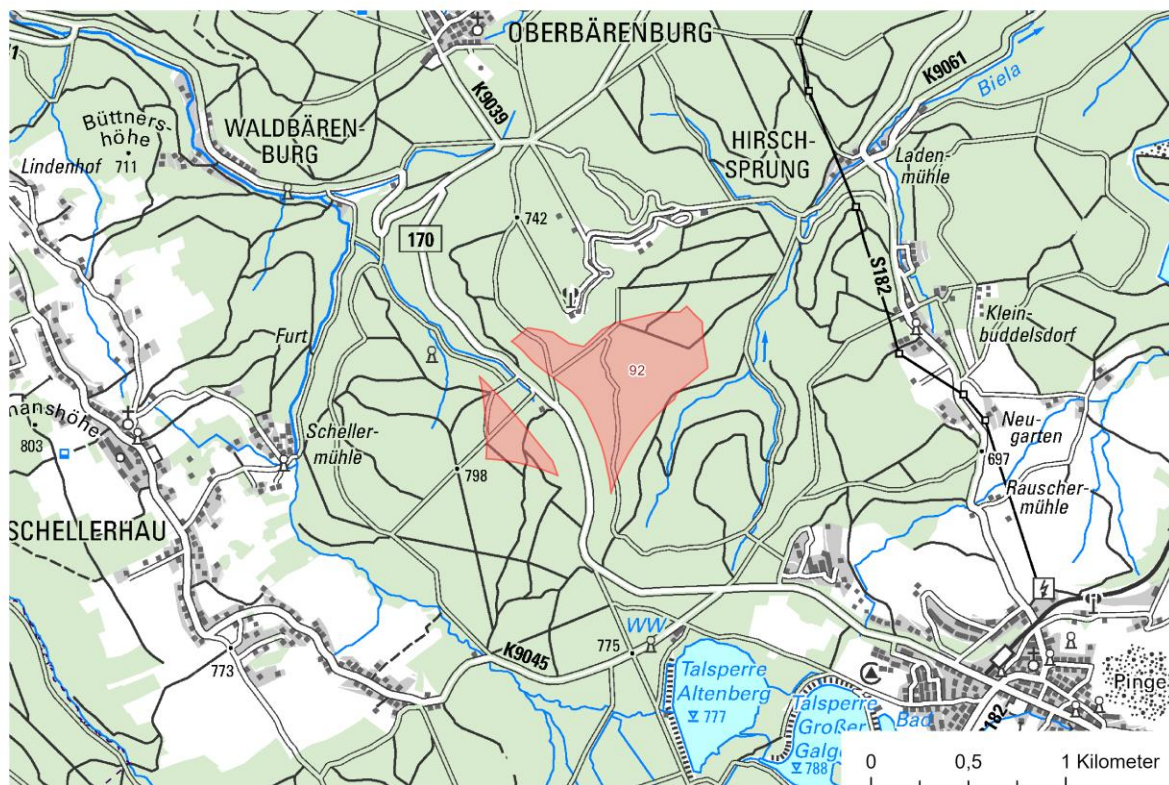 OBERBÄRENBURG
K9061
Biela
K9039
Büttners-
höhe
711
WALDBÄREN-
BURG
HIRSCH-
SPRUNG
Laden-
mühle
Lindenhof
742
170
S182
Klein-
büddelsdorf
Furt
92
803
Scheller-
mühle
798
Neu-
garten
697
Rauscher-
mühle
SCHELLERHAU
WW
775
K9045
773
Talsperre
Altenberg
777
Talsperre
Großer
Galge
788
Bad
182
Pinge
0 0,5 1 Kilometer